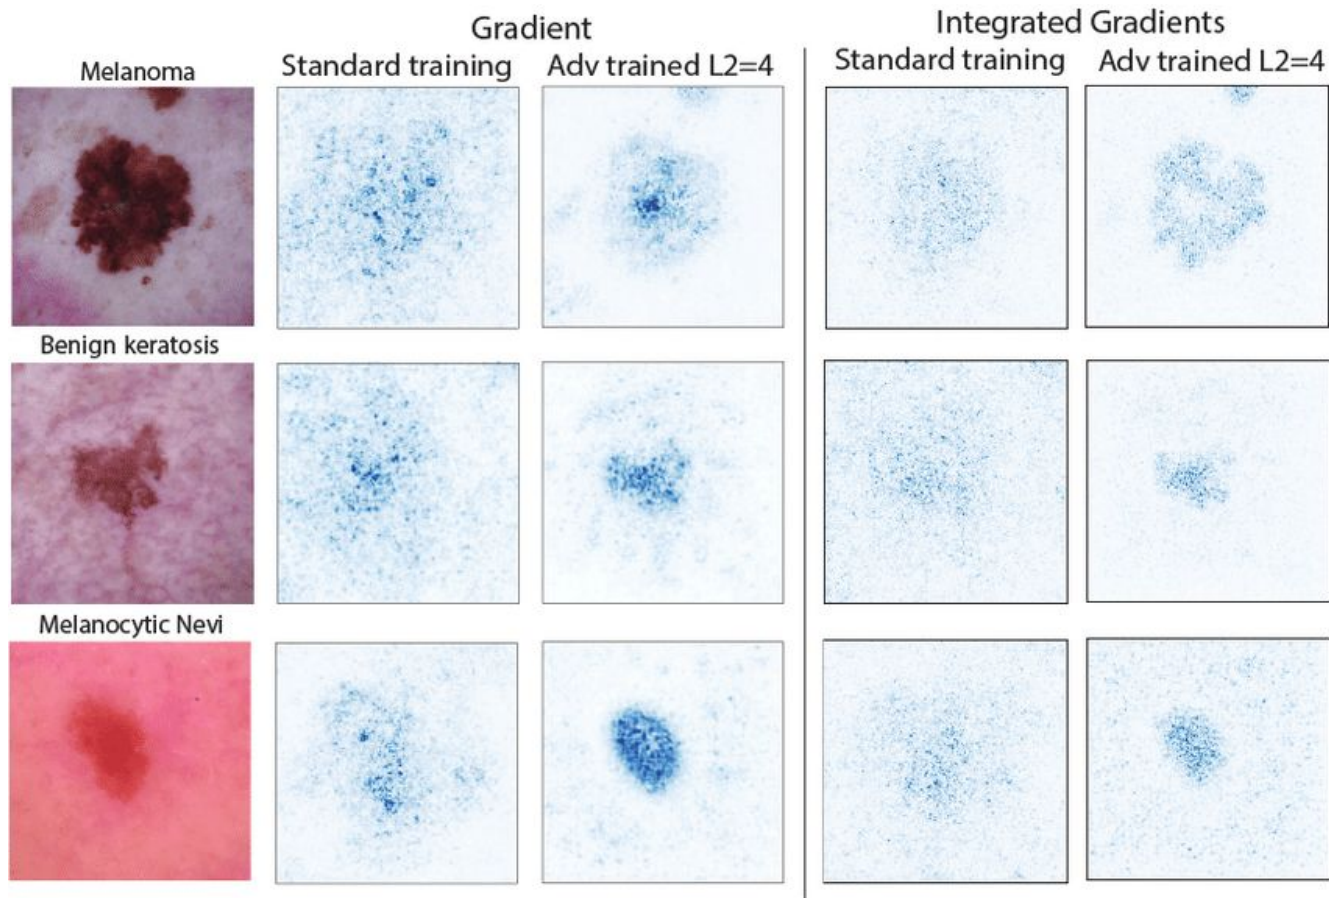 Gradient
Integrated Gradients
Standard training
Adv trained L2=4
Standard training
Adv trained L2=4
Melanoma
Benign keratosis
Melanocytic Nevi